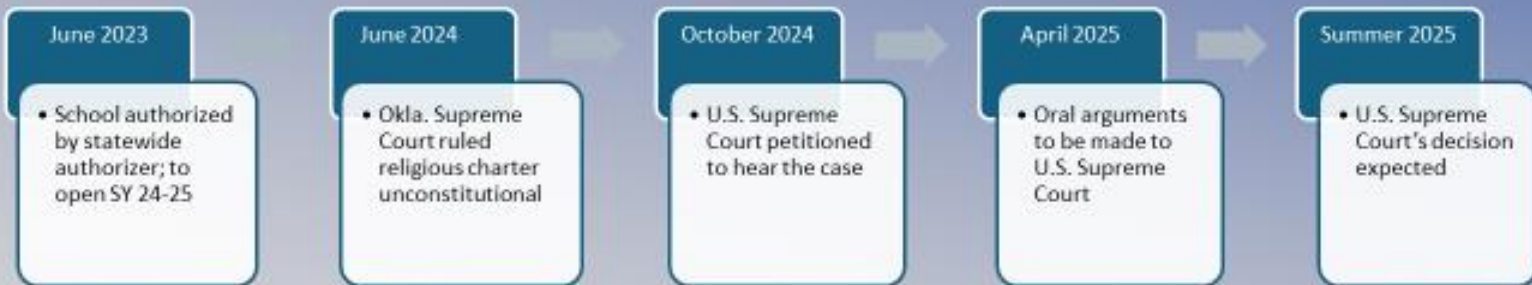 June 2023
• School authorized
by statewide
authorizer; to
open SY 24-25
June 2024
• Okla. Supreme
Court ruled
religious charter
unconstitutional
October 2024
• U.S. Supreme
Court petitioned
to hear the case
April 2025
• Oral arguments
to be made to
U.S. Supreme
Court
Summer 2025
• U.S. Supreme
Court's decision
expected